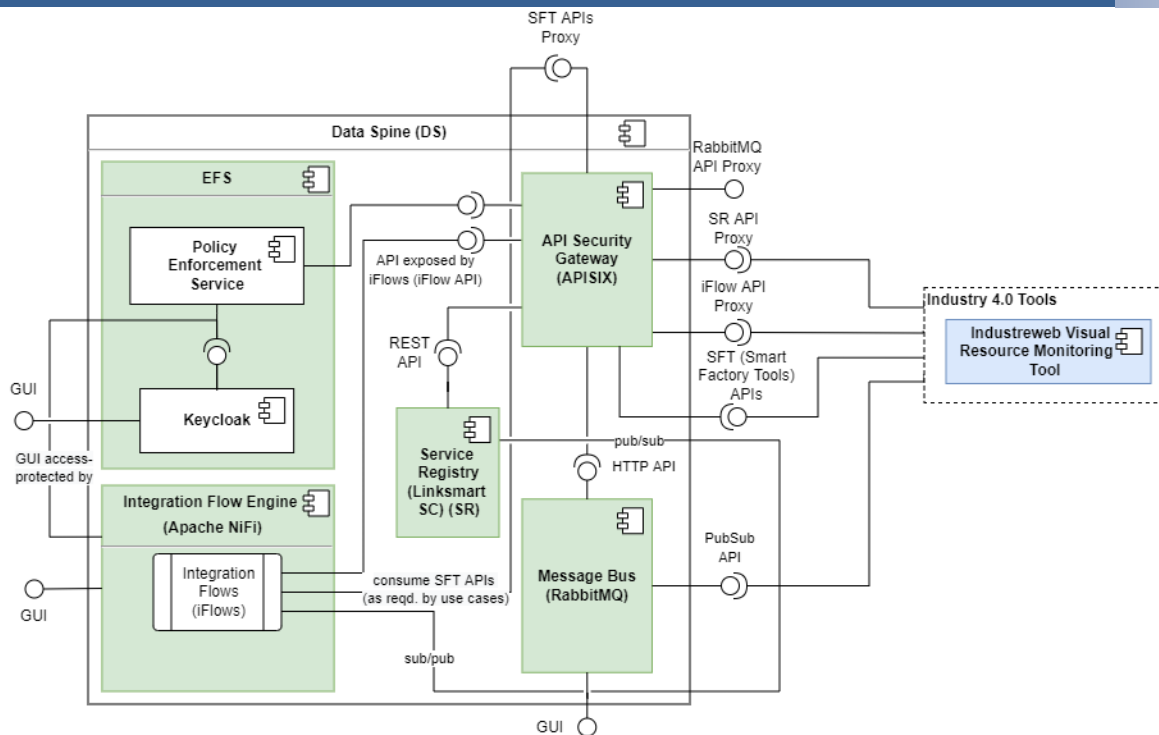 SFT APIs
Proxy
Data Spine (DS)
RabbitMQ
API Proxy
EFS
Policy
Enforcement
Service
API exposed by
iFlows (iFlow API)
API Security
Gateway
(APISIX)
SR API
Proxy
iFlow API
Proxy
Industry 4.0 Tools
Industreweb Visual
Resource Monitoring
Tool
REST
API
SFT (Smart
Factory Tools)
APIs
GUI
Keycloak
GUI access-
protected by
Service
Registry
(Linksmart
SC) (SR)
pub/sub
HTTP API
Integration Flow Engine
(Apache NiFi)
Integration
Flows
(iFlows)
consume SFT APIs
(as reqd. by use cases)
Message Bus
(RabbitMQ)
PubSub
API
GUI
sub/pub
GUI